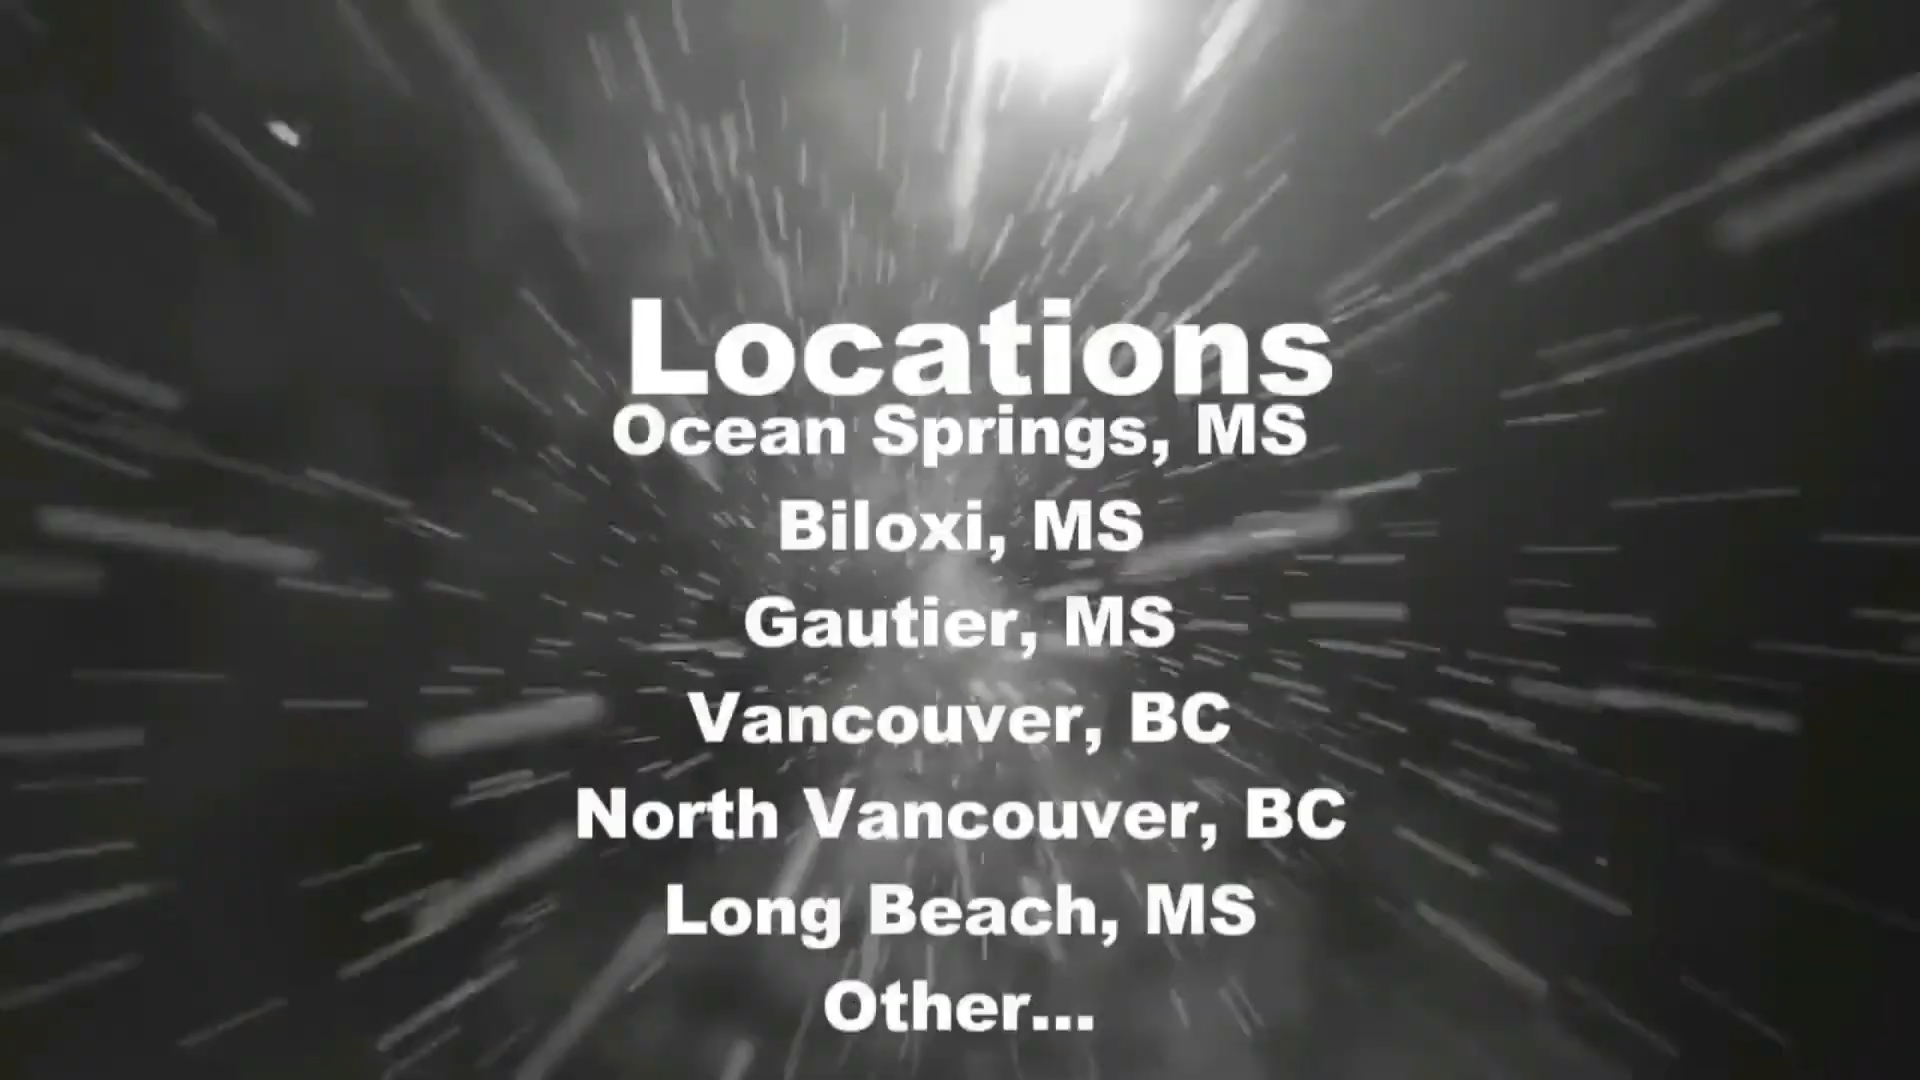 Locations
Ocean Springs, MS
Biloxi, MS
Gautier, MS
Vancouver, BC
North Vancouver, BC
Long Beach, MS
Other...